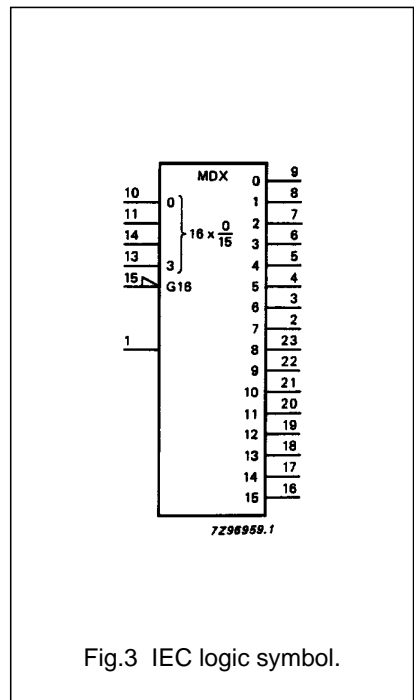 MDX
0 9
10 0 1 8
11 2 7
14 16 x 0/15 3 6
4 5
13 3 5 4
15 G16 6 3
7 2
1 8 23
9 22
10 21
11 20
12 19
13 18
14 17
15 16
7Z96959.1
Fig.3 IEC logic symbol.